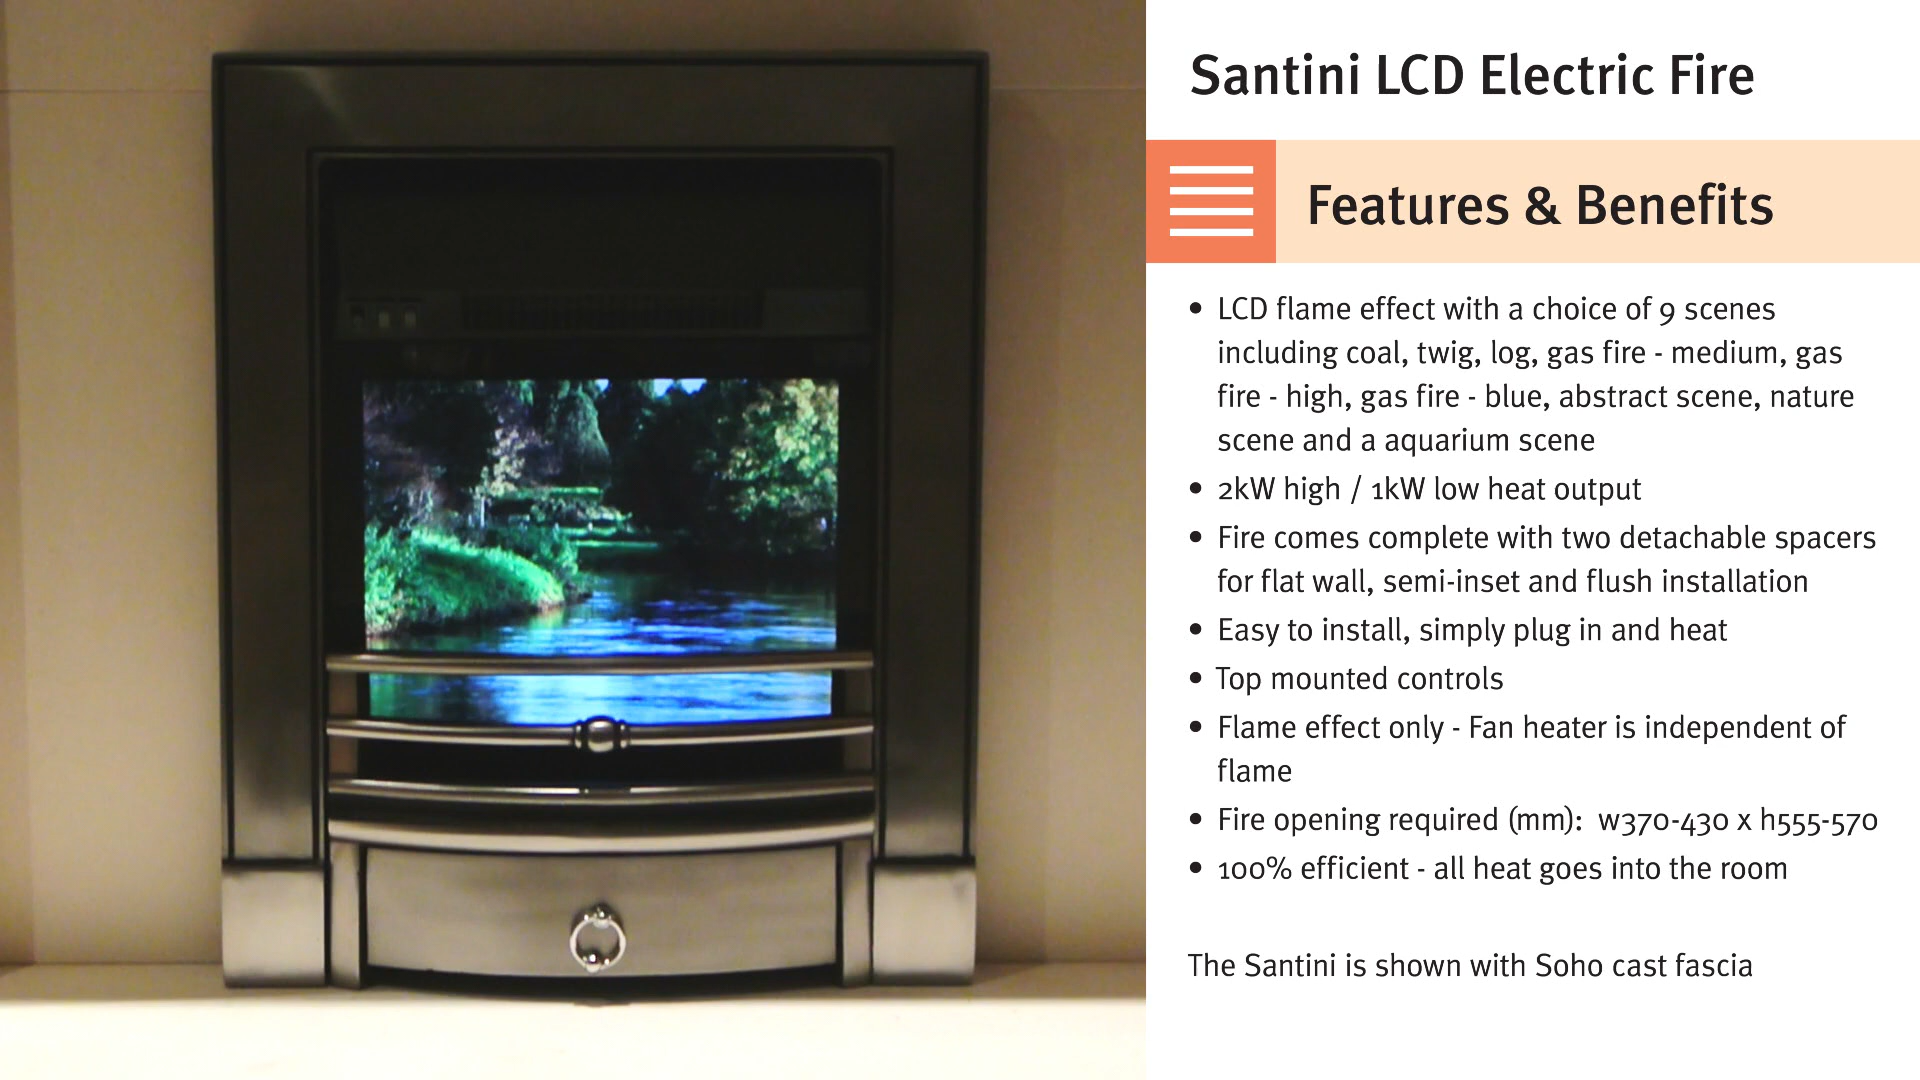 Santini LCD Electric Fire
Features & Benefits
• LCD flame effect with a choice of 9 scenes
including coal, twig, log, gas fire - medium, gas
fire - high, gas fire - blue, abstract scene, nature
scene and a aquarium scene
• 2kW high / 1kW low heat output
• Fire comes complete with two detachable spacers
for flat wall, semi-inset and flush installation
• Easy to install, simply plug in and heat
• Top mounted controls
• Flame effect only - Fan heater is independent of
flame
• Fire opening required (mm):  w370-430 x h555-570
• 100% efficient - all heat goes into the room
The Santini is shown with Soho cast fascia